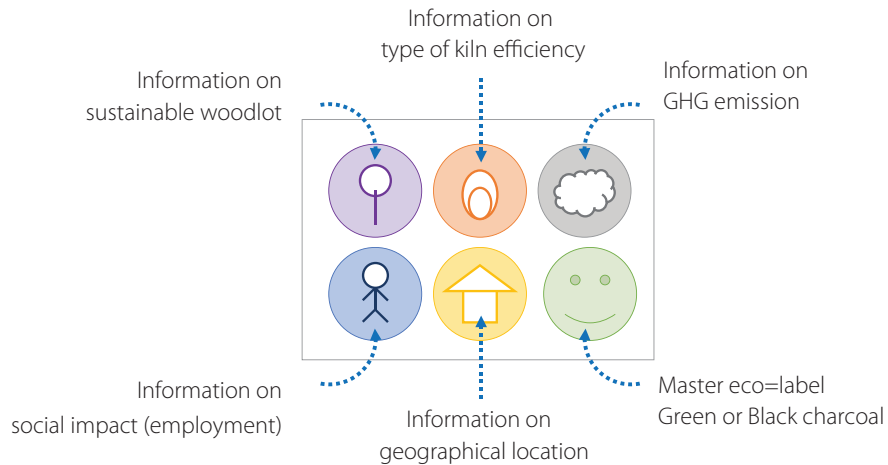 Information on
type of kiln efficiency
Information on
sustainable woodlot
Information on
GHG emission
Information on
social impact (employment)
Information on
geographical location
Master eco=label
Green or Black charcoal